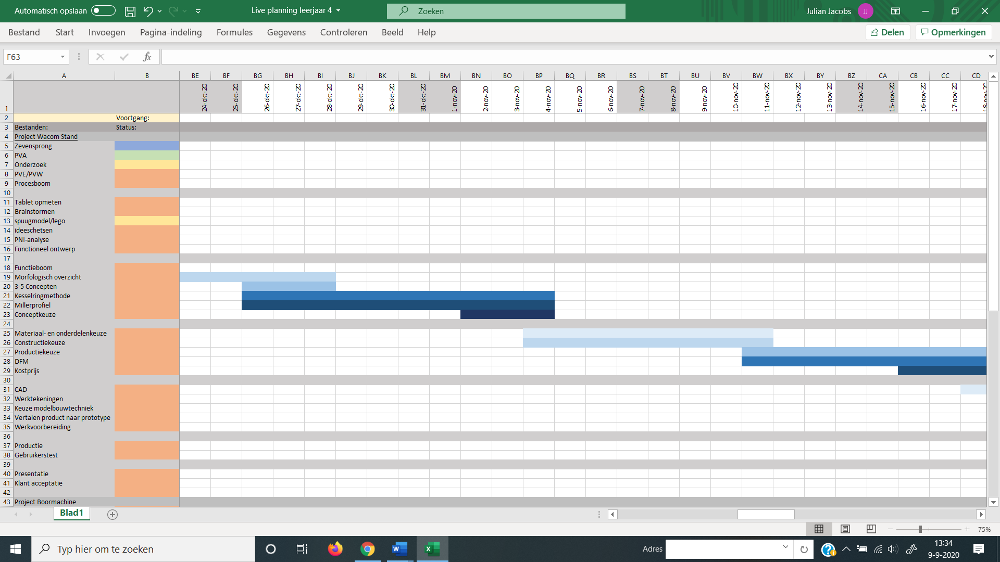 Automatisch opslaan Live planning leerjaar 4 Zoeken Julian Jacobs JJ
Bestand Start Invoegen Pagina-indeling Formules Gegevens Controleren Beeld Help Delen Opmerkingen
F63 fx
A B BE BF BG BH BI BJ BK BL BM BN BO BP BQ BR BS BT BU BV BW BX BY BZ CA CB CC CD
1 24-okt-20 25-okt-20 26-okt-20 27-okt-20 28-okt-20 29-okt-20 30-okt-20 31-okt-20 1-nov-20 2-nov-20 3-nov-20 4-nov-20 5-nov-20 6-nov-20 7-nov-20 8-nov-20 9-nov-20 10-nov-20 11-nov-20 12-nov-20 13-nov-20 14-nov-20 15-nov-20 16-nov-20 17-nov-20 18-nov-20
2 Voortgang:
3 Bestanden: Status:
4 Project Wacom Stand
5 Zevensprong
6 PVA
7 Onderzoek
8 PVE/PVW
9 Procesboom
10
11 Tablet opmeten
12 Brainstormen
13 spuugmodel/lego
14 ideeschetsen
15 PNI-analyse
16 Functioneel ontwerp
17
18 Functieboom
19 Morfologisch overzicht
20 3-5 Concepten
21 Kesselringmethode
22 Millerprofiel
23 Conceptkeuze
24
25 Materiaal- en onderdelenkeuze
26 Constructiekeuze
27 Productiekeuze
28 DFM
29 Kostprijs
30
31 CAD
32 Werktekeningen
33 Keuze modelbouwtechniek
34 Vertalen product naar prototype
35 Werkvoorbereiding
36
37 Productie
38 Gebruikerstest
39
40 Presentatie
41 Klant acceptatie
42
43 Project Boormachine
Blad1
75%
Typ hier om te zoeken Adres 13:34
9-9-2020